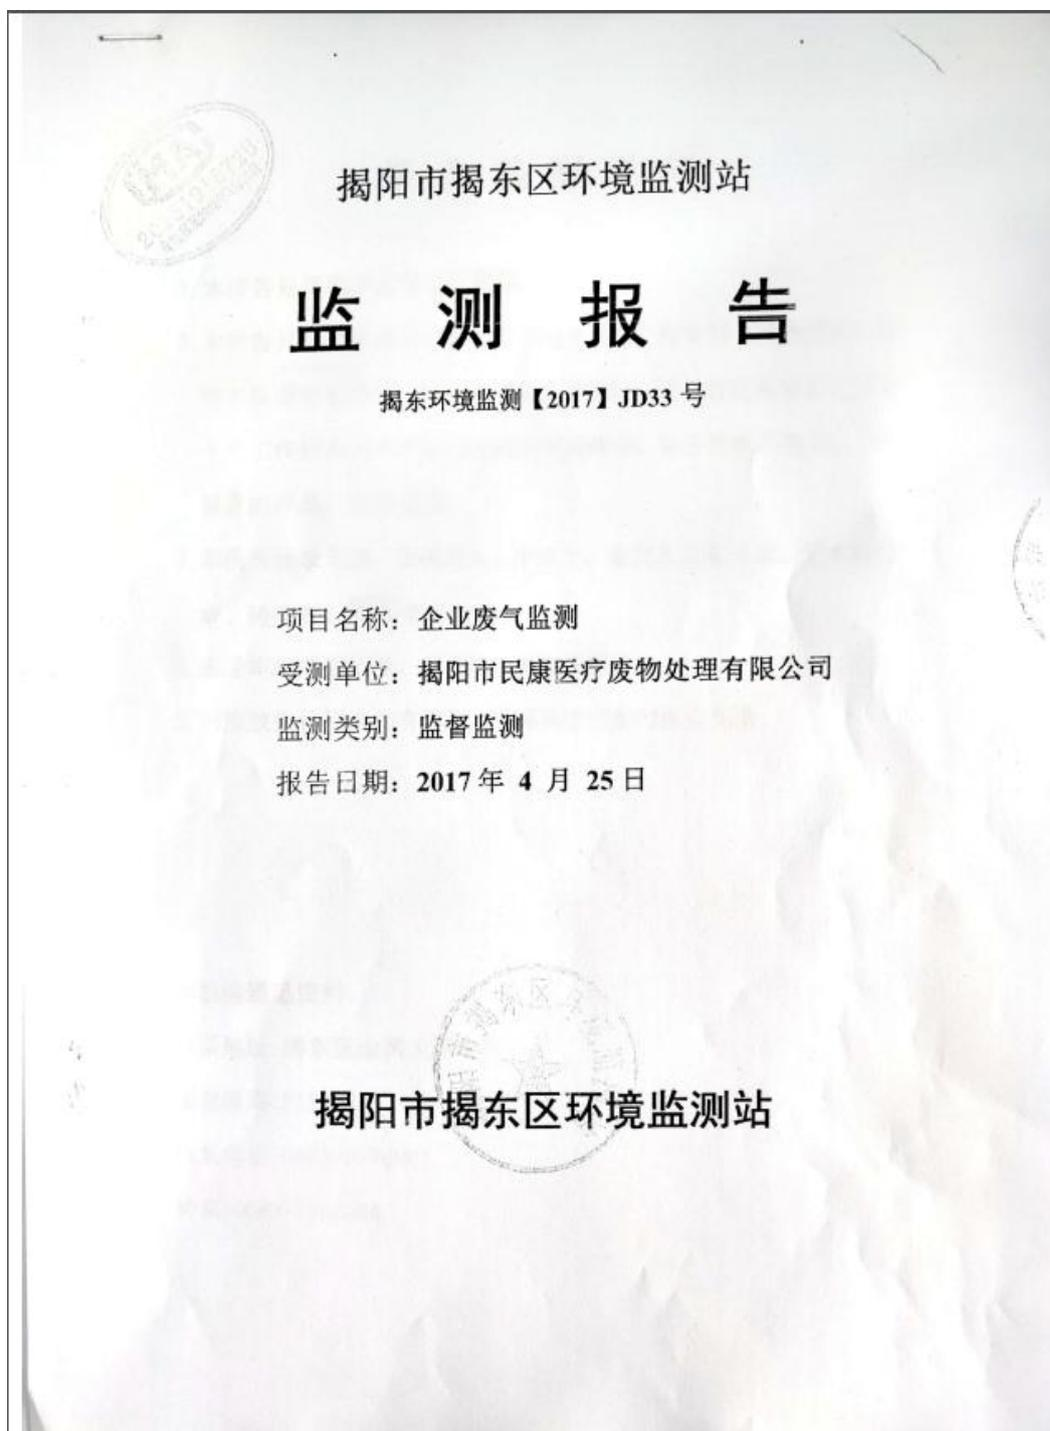 揭阳市揭东区环境监测站
监测报告
揭东环境监测【2017】JD33 号
项目名称：企业废气监测
受测单位：揭阳市民康医疗废物处理有限公司
监测类别：监督监测
报告日期：2017 年 4 月 25 日
揭阳市揭东区环境监测站